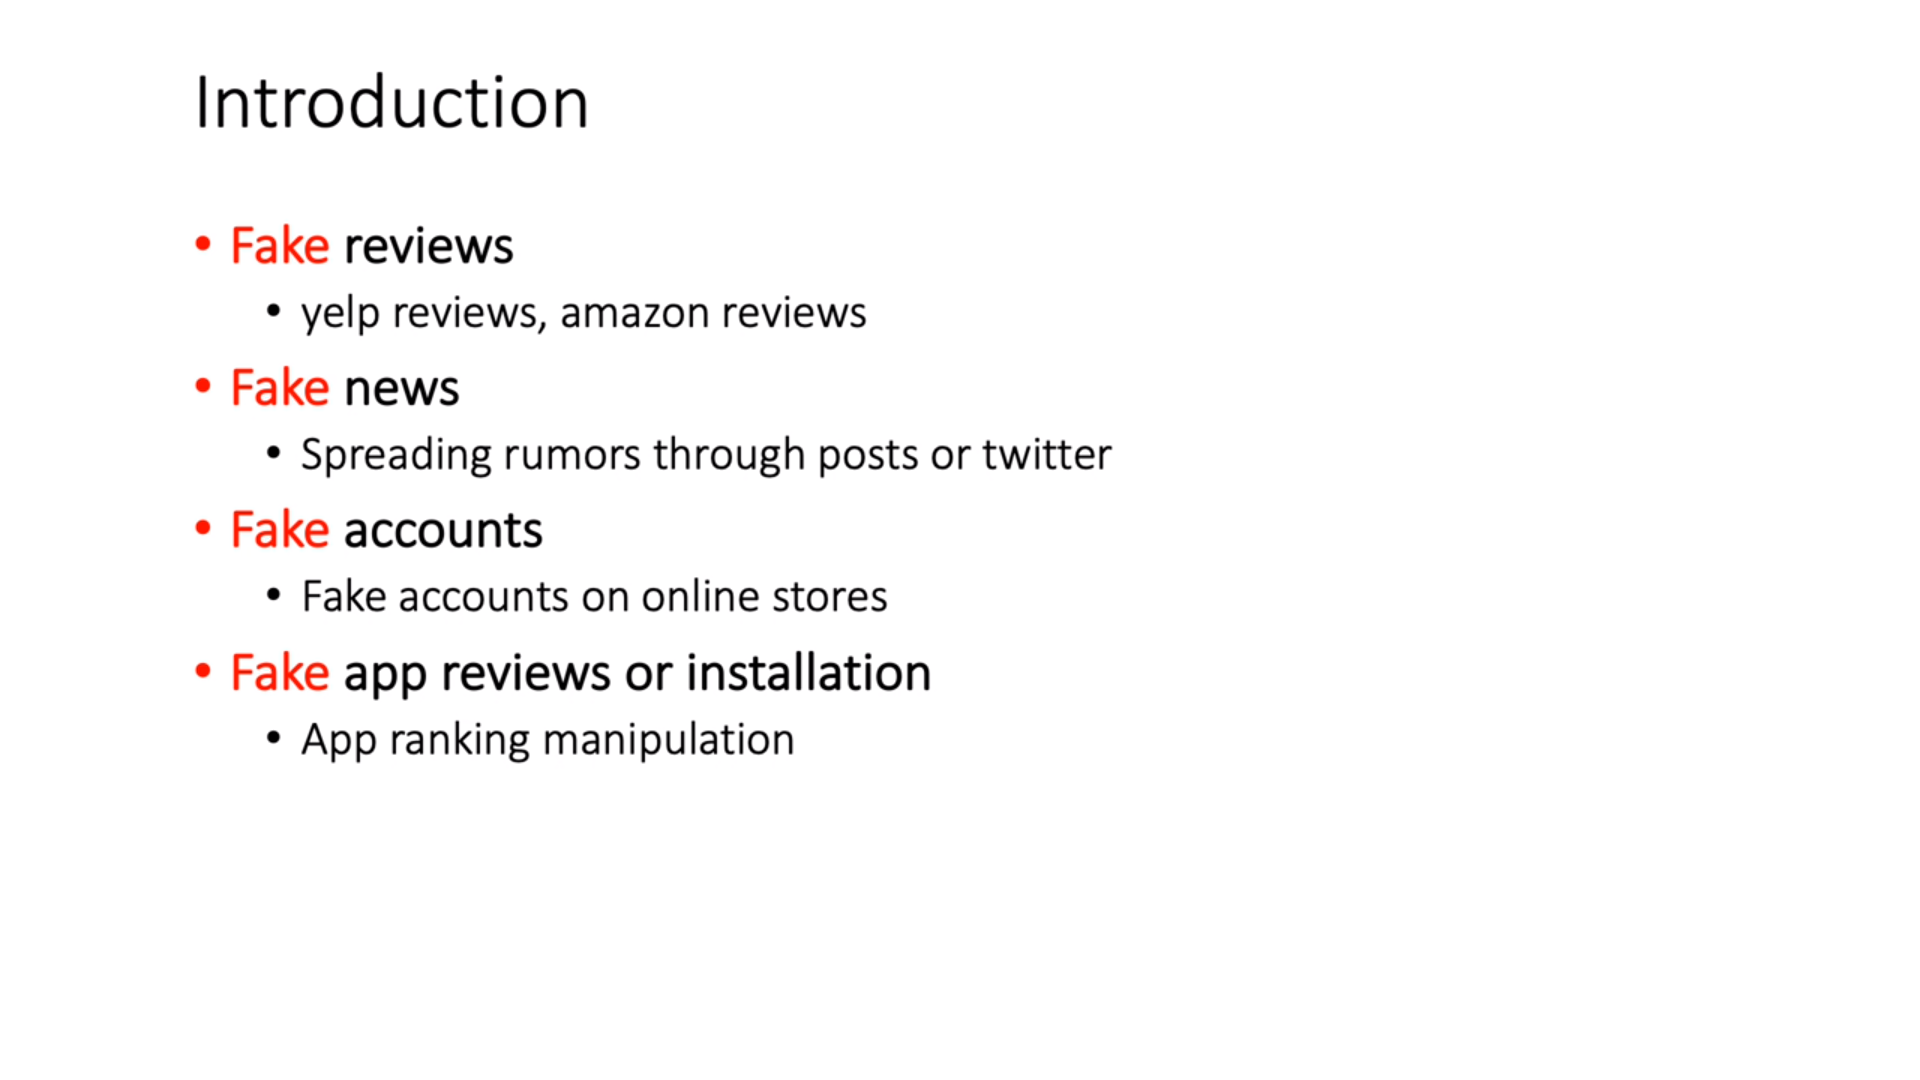 Introduction
• Fake reviews
• yelp reviews, amazon reviews
• Fake news
• Spreading rumors through posts or twitter
• Fake accounts
• Fake accounts on online stores
• Fake app reviews or installation
• App ranking manipulation